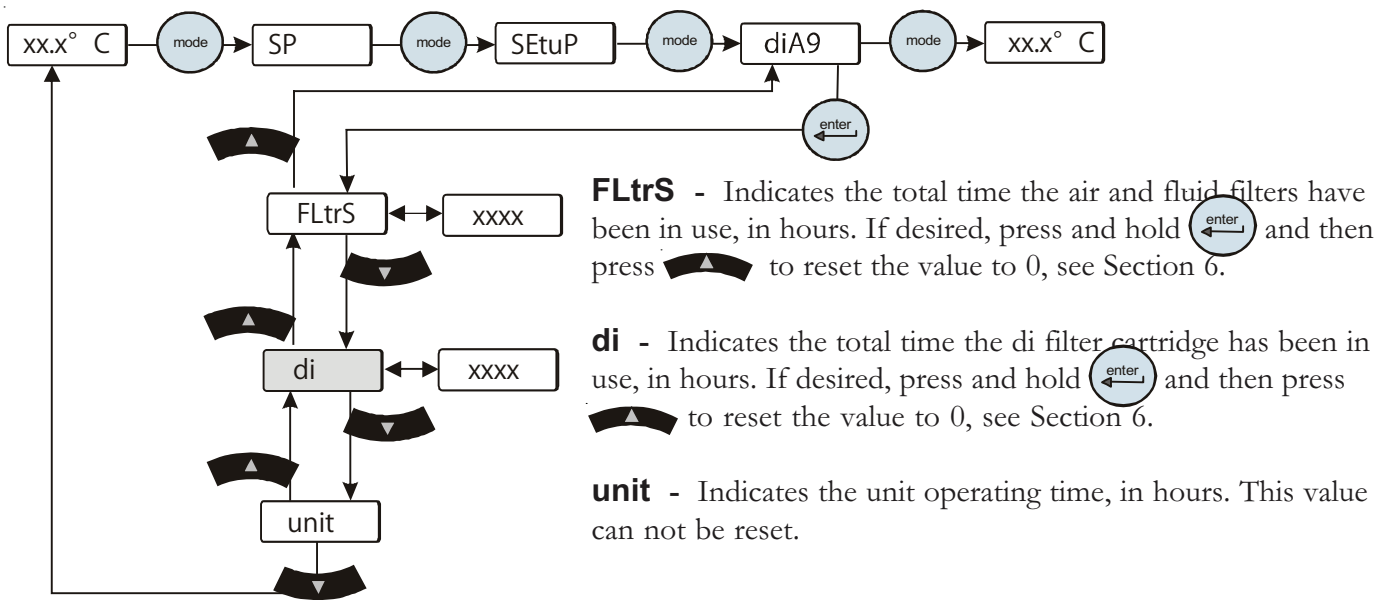 xx.x° C mode SP mode SEtuP mode diA9 mode xx.x° C
enter
FLtrS xxxx
di xxxx
unit
FLtrS - Indicates the total time the air and fluid filters have
been in use, in hours. If desired, press and hold enter and then
press to reset the value to 0, see Section 6.
di - Indicates the total time the di filter cartridge has been in
use, in hours. If desired, press and hold enter and then press
to reset the value to 0, see Section 6.
unit - Indicates the unit operating time, in hours. This value
can not be reset.